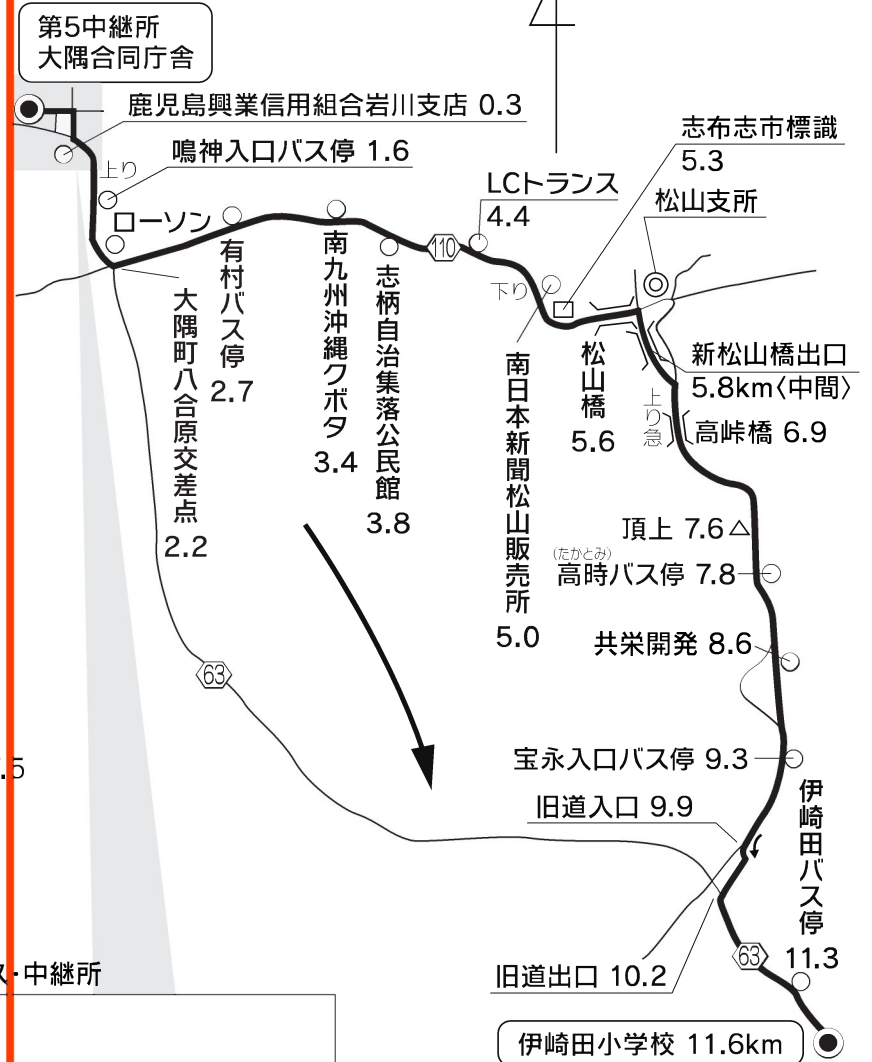 第5中継所
大隅合同庁舎
鹿児島興業信用組合岩川支店 0.3
上り
鳴神入口バス停 1.6
ローソン
大隅町八合原交差点
2.2
有村バス停
2.7
南九州沖縄クボタ
3.4
志柄自治集落公民館
3.8
110
LCトランス
4.4
下り
南日本新聞松山販売所
5.0
志布志市標識
5.3
松山支所
松山橋
5.6
新松山橋出口
5.8km〈中間〉
上り急
高峠橋 6.9
頂上 7.6
(たかとみ)
高時バス停 7.8
共栄開発 8.6
63
宝永入口バス停 9.3
旧道入口 9.9
旧道出口 10.2
63
伊崎田バス停
11.3
伊崎田小学校 11.6km
.5
ス・中継所